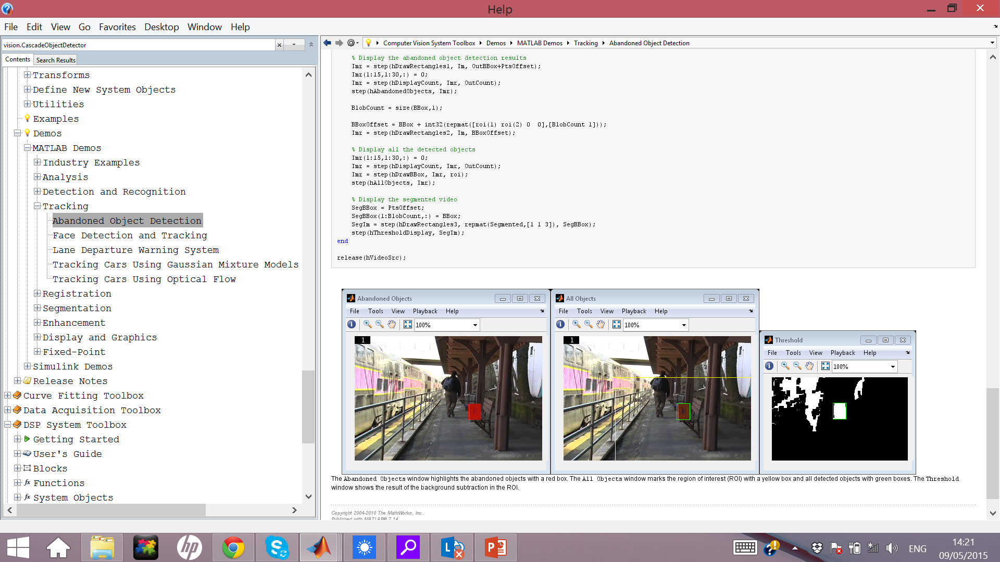 Help
File Edit View Go Favorites Desktop Window Help
vision.CascadeObjectDetector
Contents Search Results
Transforms
Define New System Objects
Utilities
Examples
Demos
MATLAB Demos
Industry Examples
Analysis
Detection and Recognition
Tracking
Abandoned Object Detection
Face Detection and Tracking
Lane Departure Warning System
Tracking Cars Using Gaussian Mixture Models
Tracking Cars Using Optical Flow
Registration
Segmentation
Enhancement
Display and Graphics
Fixed-Point
Simulink Demos
Release Notes
Curve Fitting Toolbox
Data Acquisition Toolbox
DSP System Toolbox
Getting Started
User's Guide
Blocks
fx Functions
fx System Objects
Computer Vision System Toolbox Demos MATLAB Demos Tracking Abandoned Object Detection
% Display the abandoned object detection results
Imr = step(hDrawRectangles1, Im, OutBBox+PtsOffset);
Imr(1:15,1:30,:) = 0;
Imr = step(hDisplayCount, Imr, OutCount);
step(hAbandonedObjects, Imr);
BlobCount = size(BBox,1);
BBoxOffset = BBox + int32(repmat([roi(1) roi(2) 0  0],[BlobCount 1]));
Imr = step(hDrawRectangles2, Im, BBoxOffset);
% Display all the detected objects
Imr(1:15,1:30,:) = 0;
Imr = step(hDisplayCount, Imr, OutCount);
Imr = step(hDrawBBox, Imr, roi);
step(hAllObjects, Imr);
% Display the segmented video
SegBBox = PtsOffset;
SegBBox(1:BlobCount,:) = BBox;
SegIm = step(hDrawRectangles3, repmat(Segmented,[1 1 3]), SegBBox);
step(hThresholdDisplay, SegIm);
end
release(hVideoSrc);
Abandoned Objects
File Tools View Playback Help
100%
1
All Objects
File Tools View Playback Help
100%
1
Threshold
File Tools View Playback Help
100%
The Abandoned Objects window highlights the abandoned objects with a red box. The All Objects window marks the region of interest (ROI) with a yellow box and all detected objects with green boxes. The Threshold
window shows the result of the background subtraction in the ROI.
Copyright 2004-2010 The MathWorks, Inc.
Published with MATLAB® 7.14
hp
S
L
P
ENG
14:21
09/05/2015